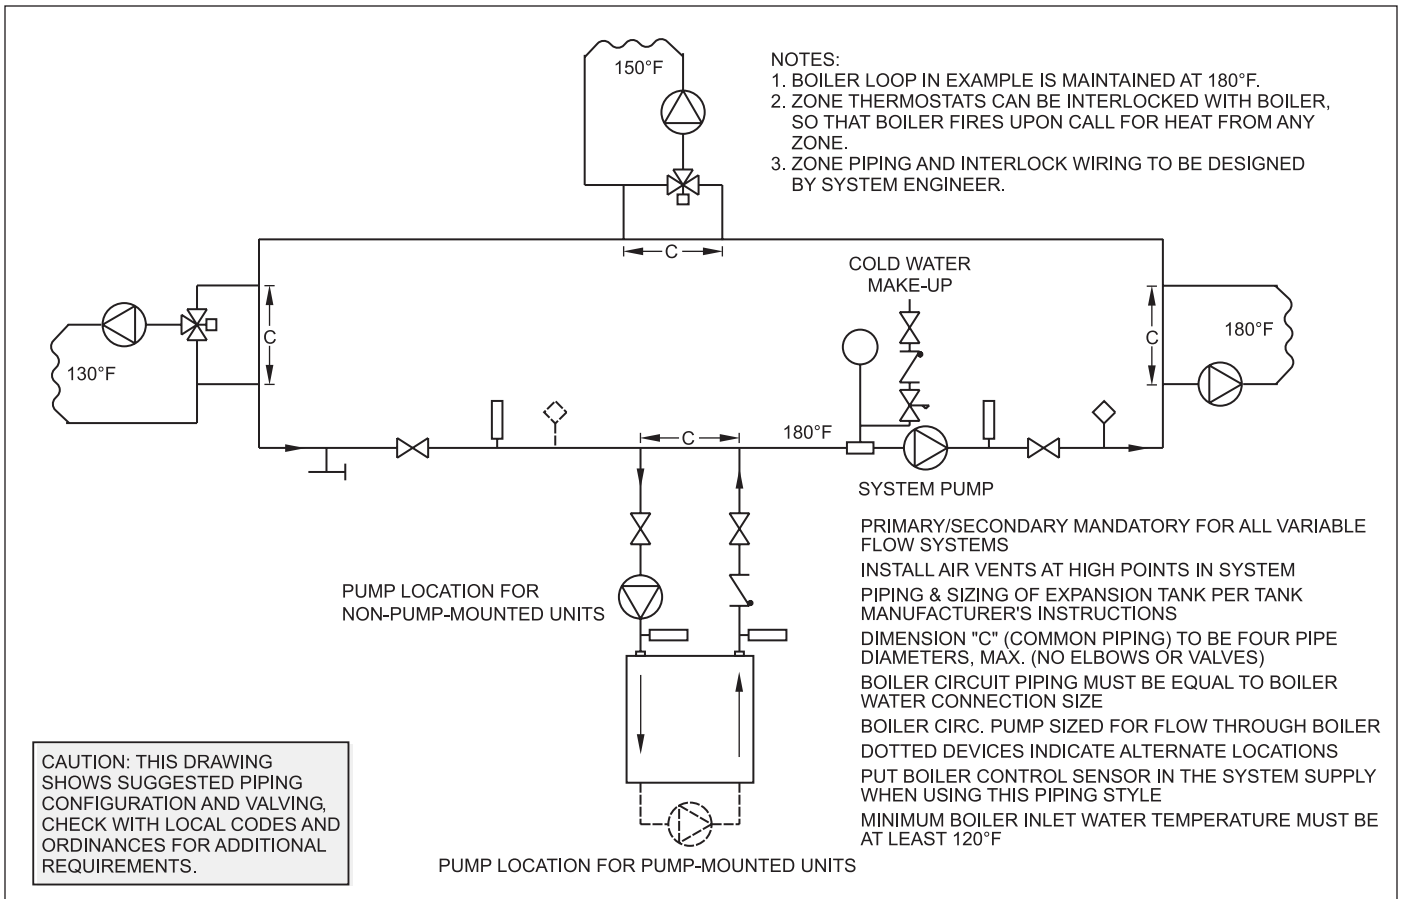 150°F
NOTES:
1. BOILER LOOP IN EXAMPLE IS MAINTAINED AT 180°F.
2. ZONE THERMOSTATS CAN BE INTERLOCKED WITH BOILER,
SO THAT BOILER FIRES UPON CALL FOR HEAT FROM ANY
ZONE.
3. ZONE PIPING AND INTERLOCK WIRING TO BE DESIGNED
BY SYSTEM ENGINEER.
C
COLD WATER
MAKE-UP
C
130°F
C
180°F
C
180°F
SYSTEM PUMP
PUMP LOCATION FOR
NON-PUMP-MOUNTED UNITS
PRIMARY/SECONDARY MANDATORY FOR ALL VARIABLE
FLOW SYSTEMS
INSTALL AIR VENTS AT HIGH POINTS IN SYSTEM
PIPING & SIZING OF EXPANSION TANK PER TANK
MANUFACTURER'S INSTRUCTIONS
DIMENSION "C" (COMMON PIPING) TO BE FOUR PIPE
DIAMETERS, MAX. (NO ELBOWS OR VALVES)
BOILER CIRCUIT PIPING MUST BE EQUAL TO BOILER
WATER CONNECTION SIZE
BOILER CIRC. PUMP SIZED FOR FLOW THROUGH BOILER
DOTTED DEVICES INDICATE ALTERNATE LOCATIONS
PUT BOILER CONTROL SENSOR IN THE SYSTEM SUPPLY
WHEN USING THIS PIPING STYLE
MINIMUM BOILER INLET WATER TEMPERATURE MUST BE
AT LEAST 120°F
CAUTION: THIS DRAWING
SHOWS SUGGESTED PIPING
CONFIGURATION AND VALVING,
CHECK WITH LOCAL CODES AND
ORDINANCES FOR ADDITIONAL
REQUIREMENTS.
PUMP LOCATION FOR PUMP-MOUNTED UNITS